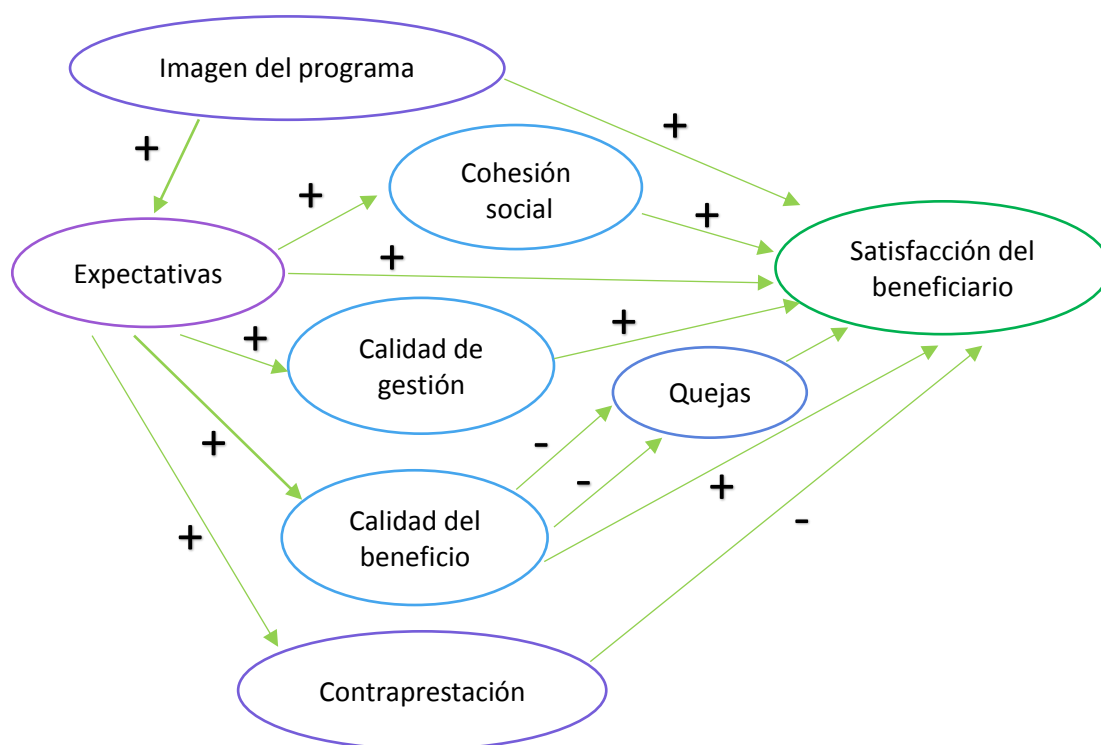 Imagen del programa
+
+
Cohesión
social
+
+
Expectativas
+
Satisfacción del
beneficiario
+
Calidad de
gestión
+
Quejas
+
-
-
+
Calidad del
beneficio
+
-
Contraprestación